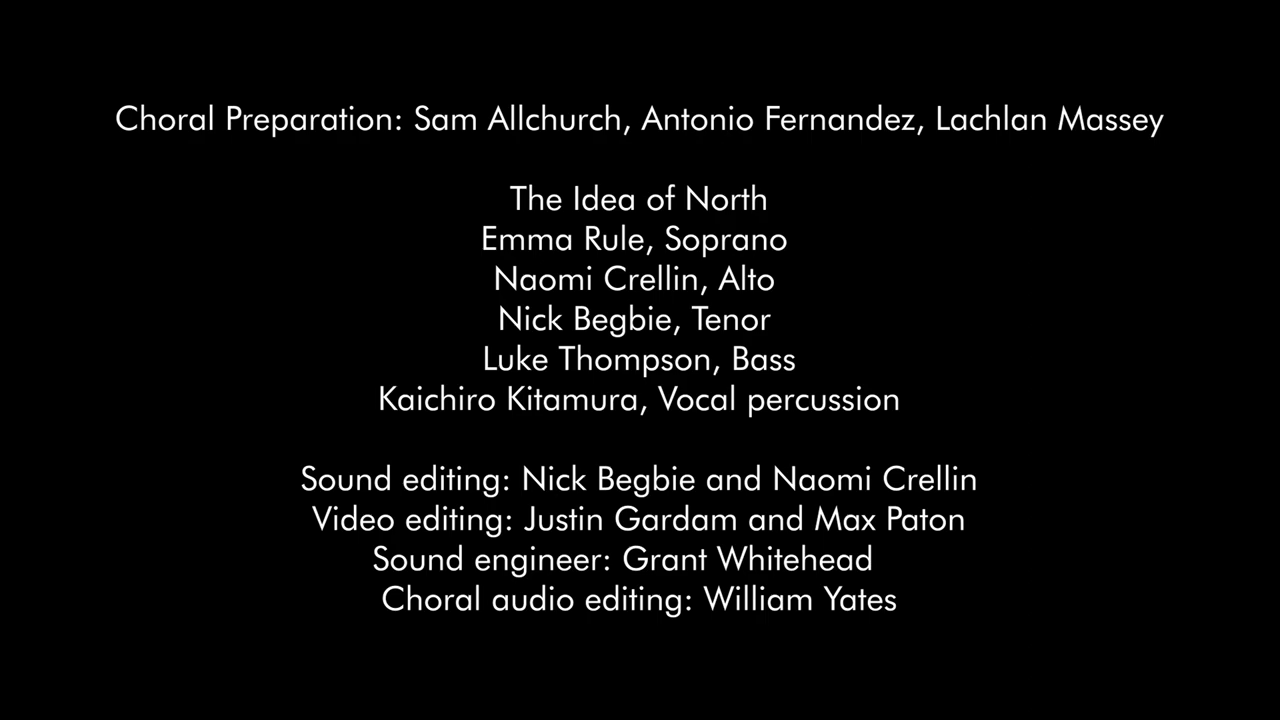 Choral Preparation: Sam Allchurch, Antonio Fernandez, Lachlan Massey
The Idea of North
Emma Rule, Soprano
Naomi Crellin, Alto
Nick Begbie, Tenor
Luke Thompson, Bass
Kaichiro Kitamura, Vocal percussion
Sound editing: Nick Begbie and Naomi Crellin
Video editing: Justin Gardam and Max Paton
Sound engineer: Grant Whitehead
Choral audio editing: William Yates